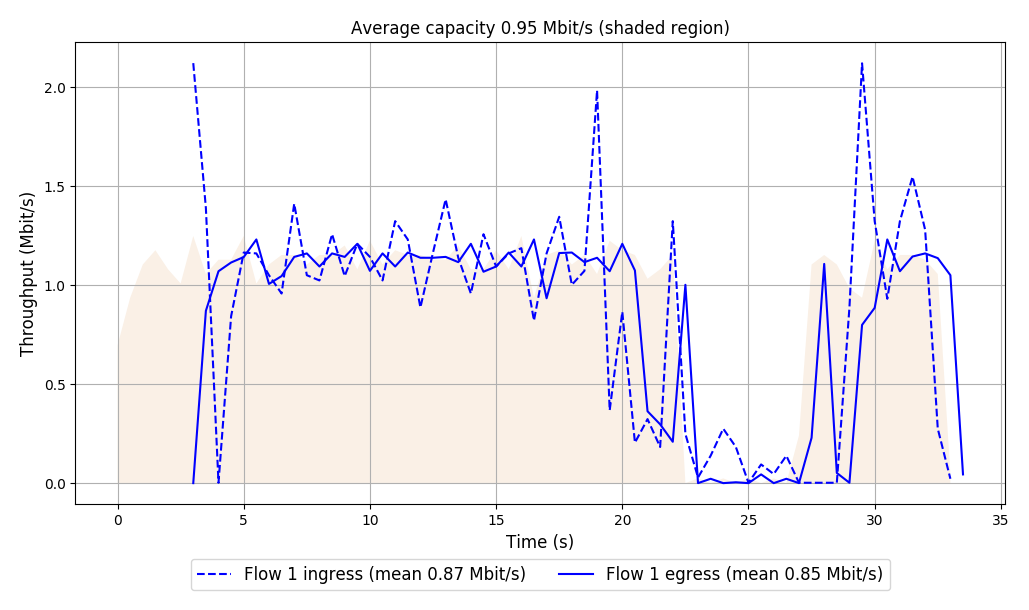 Average capacity 0.95 Mbit/s (shaded region)
Throughput (Mbit/s)
2.0
1.5
1.0
0.5
0.0
0 5 10 15 20 25 30 35
Time (s)
Flow 1 ingress (mean 0.87 Mbit/s) Flow 1 egress (mean 0.85 Mbit/s)